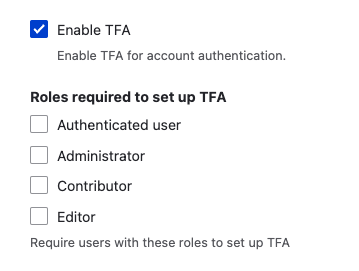 Enable TFA
Enable TFA for account authentication.
Roles required to set up TFA
Authenticated user
Administrator
Contributor
Editor
Require users with these roles to set up TFA